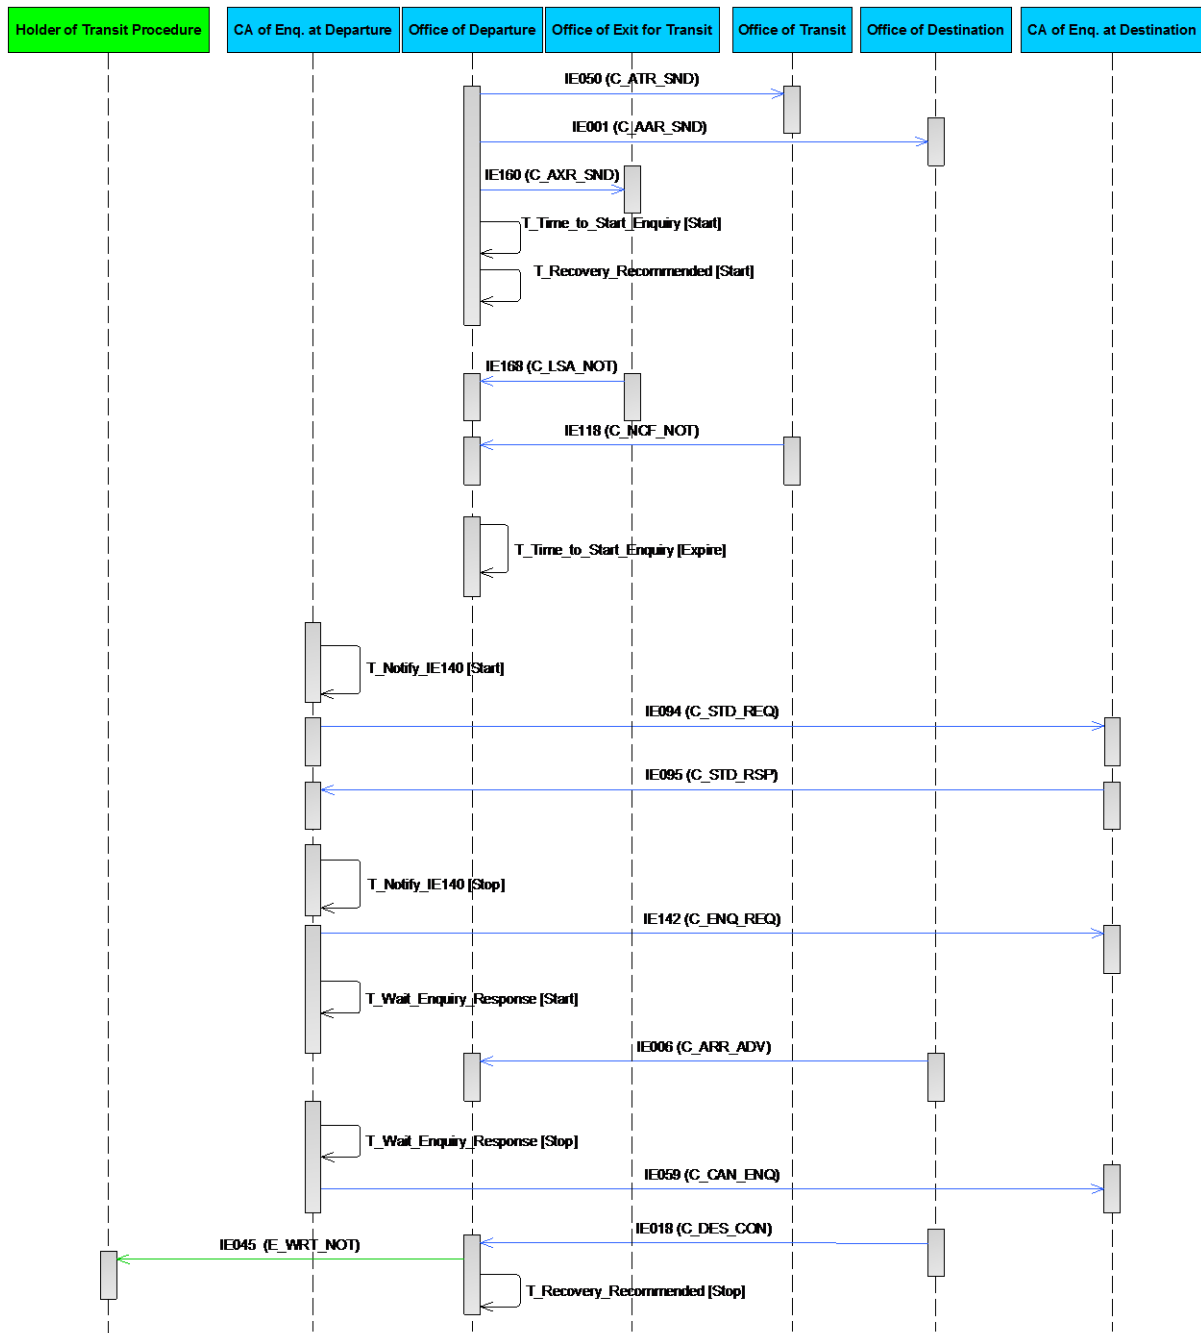 Holder of Transit Procedure
CA of Enq. at Departure
Office of Departure
Office of Exit for Transit
Office of Transit
Office of Destination
CA of Enq. at Destination
IE050 (C_ATR_SND)
IE001 (C_AAR_SND)
IE160 (C_AXR_SND)
T_Time_to_Start_Enquiry [Start]
T_Recovery_Recommended [Start]
IE168 (C_LSA_NOT)
IE118 (C_NCF_NOT)
T_Time_to_Start_Enquiry [Expire]
T_Notify_IE140 [Start]
IE094 (C_STD_REQ)
IE095 (C_STD_RSP)
T_Notify_IE140 [Stop]
IE142 (C_ENQ_REQ)
T_Wait_Enquiry_Response [Start]
IE006 (C_ARR_ADV)
T_Wait_Enquiry_Response [Stop]
IE059 (C_CAN_ENQ)
IE018 (C_DES_CON)
IE045 (E_WRT_NOT)
T_Recovery_Recommended [Stop]